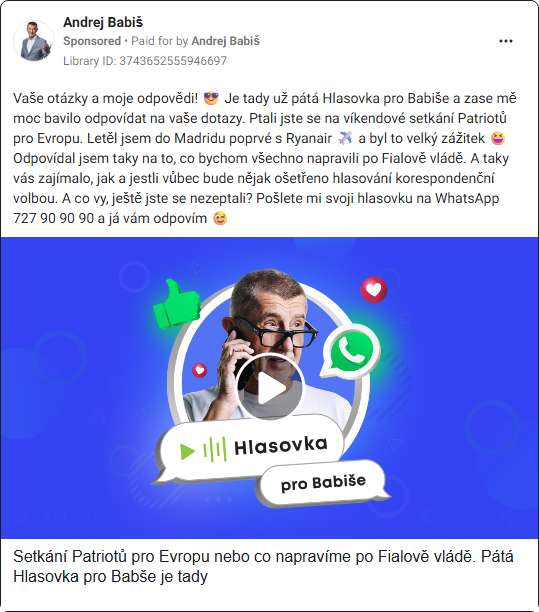 Andrej Babiš
Sponsored • Paid for by Andrej Babiš
Library ID: 3743652555946697
Vaše otázky a moje odpovědi! 😎 Je tady už pátá Hlasovka pro Babiše a zase mě
moc bavilo odpovídat na vaše dotazy. Ptali jste se na víkendové setkání Patriotů
pro Evropu. Letěl jsem do Madridu poprvé s Ryanair ✈️ a byl to velký zážitek 😝
Odpovídal jsem taky na to, co bychom všechno napravili po Fialově vládě. A taky
vás zajímalo, jak a jestli vůbec bude nějak ošetřeno hlasování korespondenční
volbou. A co vy, ještě jste se nezeptali? Pošlete mi svoji hlasovku na WhatsApp
727 90 90 90 a já vám odpovím 😉
Hlasovka
pro Babiše
Setkání Patriotů pro Evropu nebo co napravíme po Fialově vládě. Pátá
Hlasovka pro Babše je tady